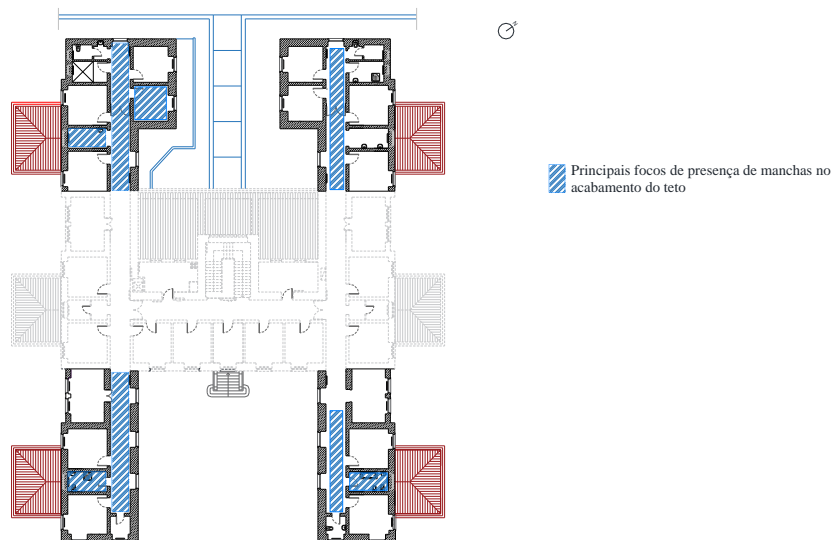 N
Principais focos de presença de manchas no
acabamento do teto